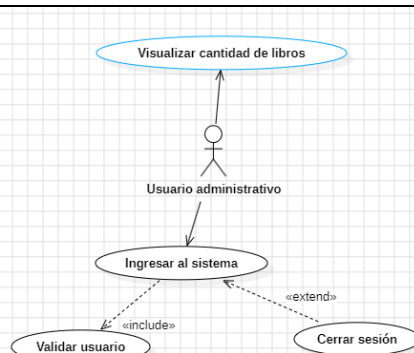 Visualizar cantidad de libros
Usuario administrativo
Ingresar al sistema
«extend»
«include»
Cerrar sesión
Validar usuario